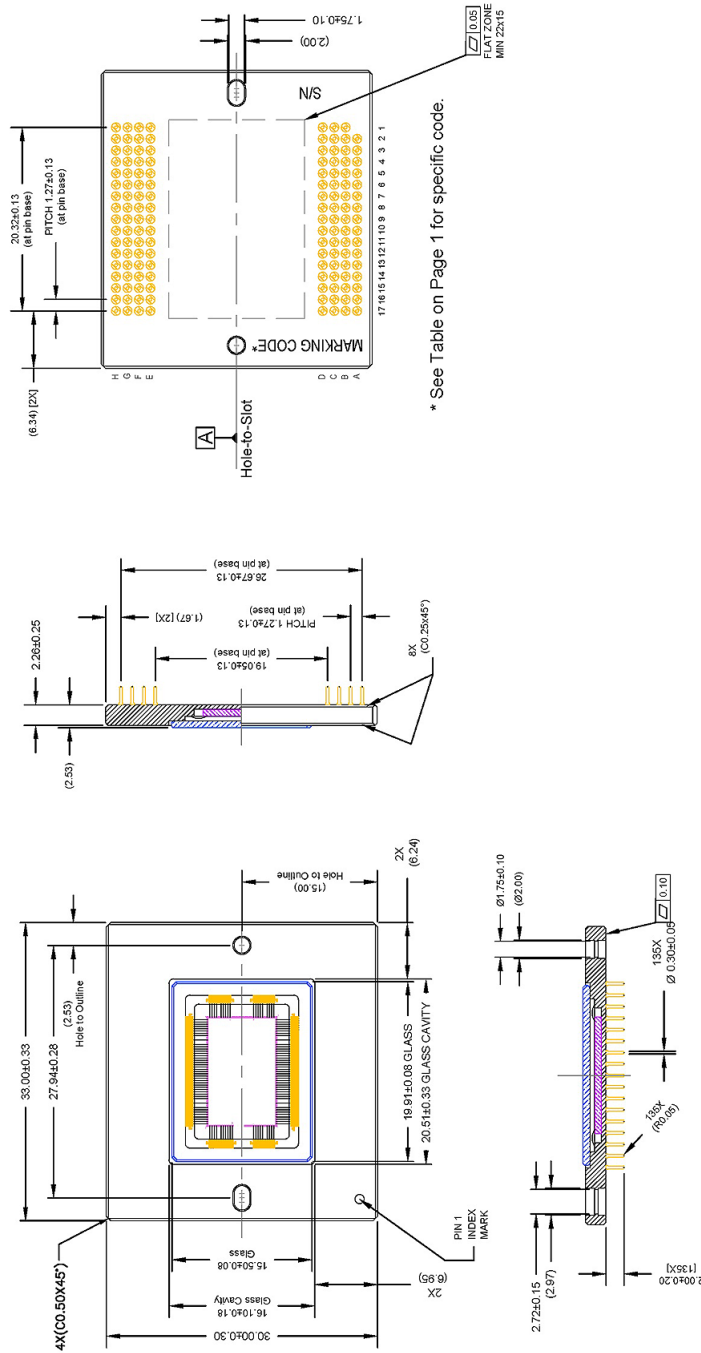 1.75±0.10
(2.00)
0.05
FLAT ZONE
MIN 22x15
S/N
20.32±0.13
(at pin base)
PITCH 1.27±0.13
(at pin base)
(6.34) [2X]
H
G
F
E
D
C
B
A
17 16 15 14 13 12 11 10 9 8 7 6 5 4 3 2 1
MARKING CODE*
A
Hole-to-Slot
* See Table on Page 1 for specific code.
2.26±0.25
(2.53)
(1.67) [2X]
26.67±0.13
(at pin base)
PITCH 1.27±0.13
(at pin base)
19.05±0.13
(at pin base)
8X
(C0.25x45°)
33.00±0.33
27.94±0.28
(2.53)
Hole to Outline
(15.00)
Hole to Outline
2X
(6.24)
19.91±0.08 GLASS
20.51±0.33 GLASS CAVITY
4X(C0.50X45°)
15.50±0.08
Glass
16.10±0.18
Glass Cavity
30.00±0.30
2X
(6.95)
PIN 1
INDEX
MARK
Ø1.75±0.10
(Ø2.00)
0.10
135X
Ø 0.30±0.05
135X
(R0.05)
2.72±0.15
(2.97)
2.00±0.20
[135X]